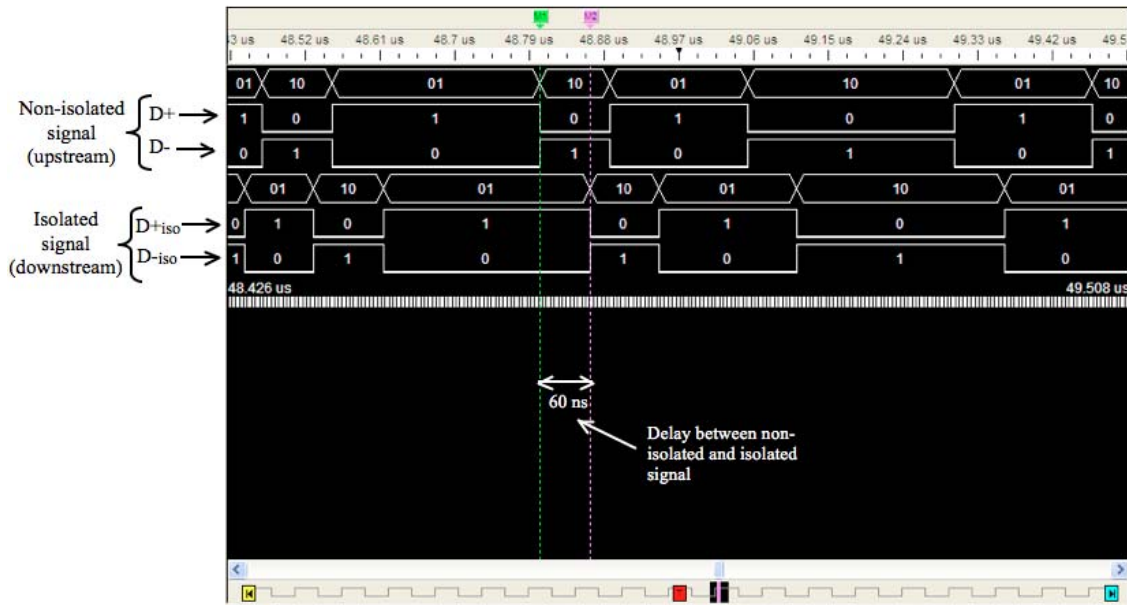 M1 M2
33 us 48.52 us 48.61 us 48.7 us 48.79 us 48.88 us 48.97 us 49.06 us 49.15 us 49.24 us 49.33 us 49.42 us 49.5
01 10 01 10 01 10 01 10
Non-isolated
signal
(upstream)
D+
1 0 1 0 1 0 1 0
D-
0 1 0 1 0 1 0 1
01 10 01 10 01 10 01
Isolated
signal
(downstream)
D+iso
0 1 0 1 0 1 0 1
D-iso
1 0 1 0 1 0 1 0
48.426 us 49.508 us
60 ns
Delay between non-
isolated and isolated
signal
T